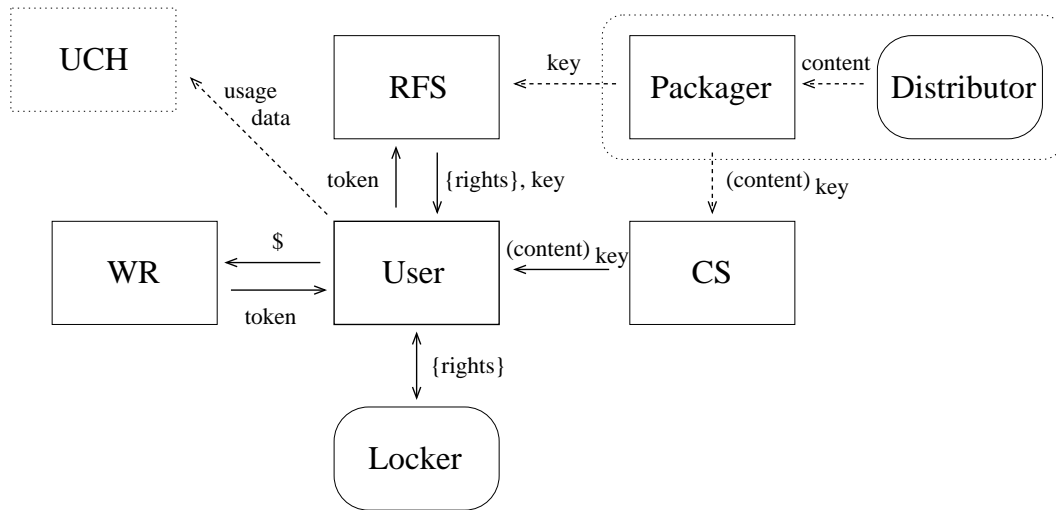 UCH
RFS
key
Packager
content
Distributor
usage
data
token
{rights}, key
(content) key
WR
$
token
User
(content) key
CS
{rights}
Locker